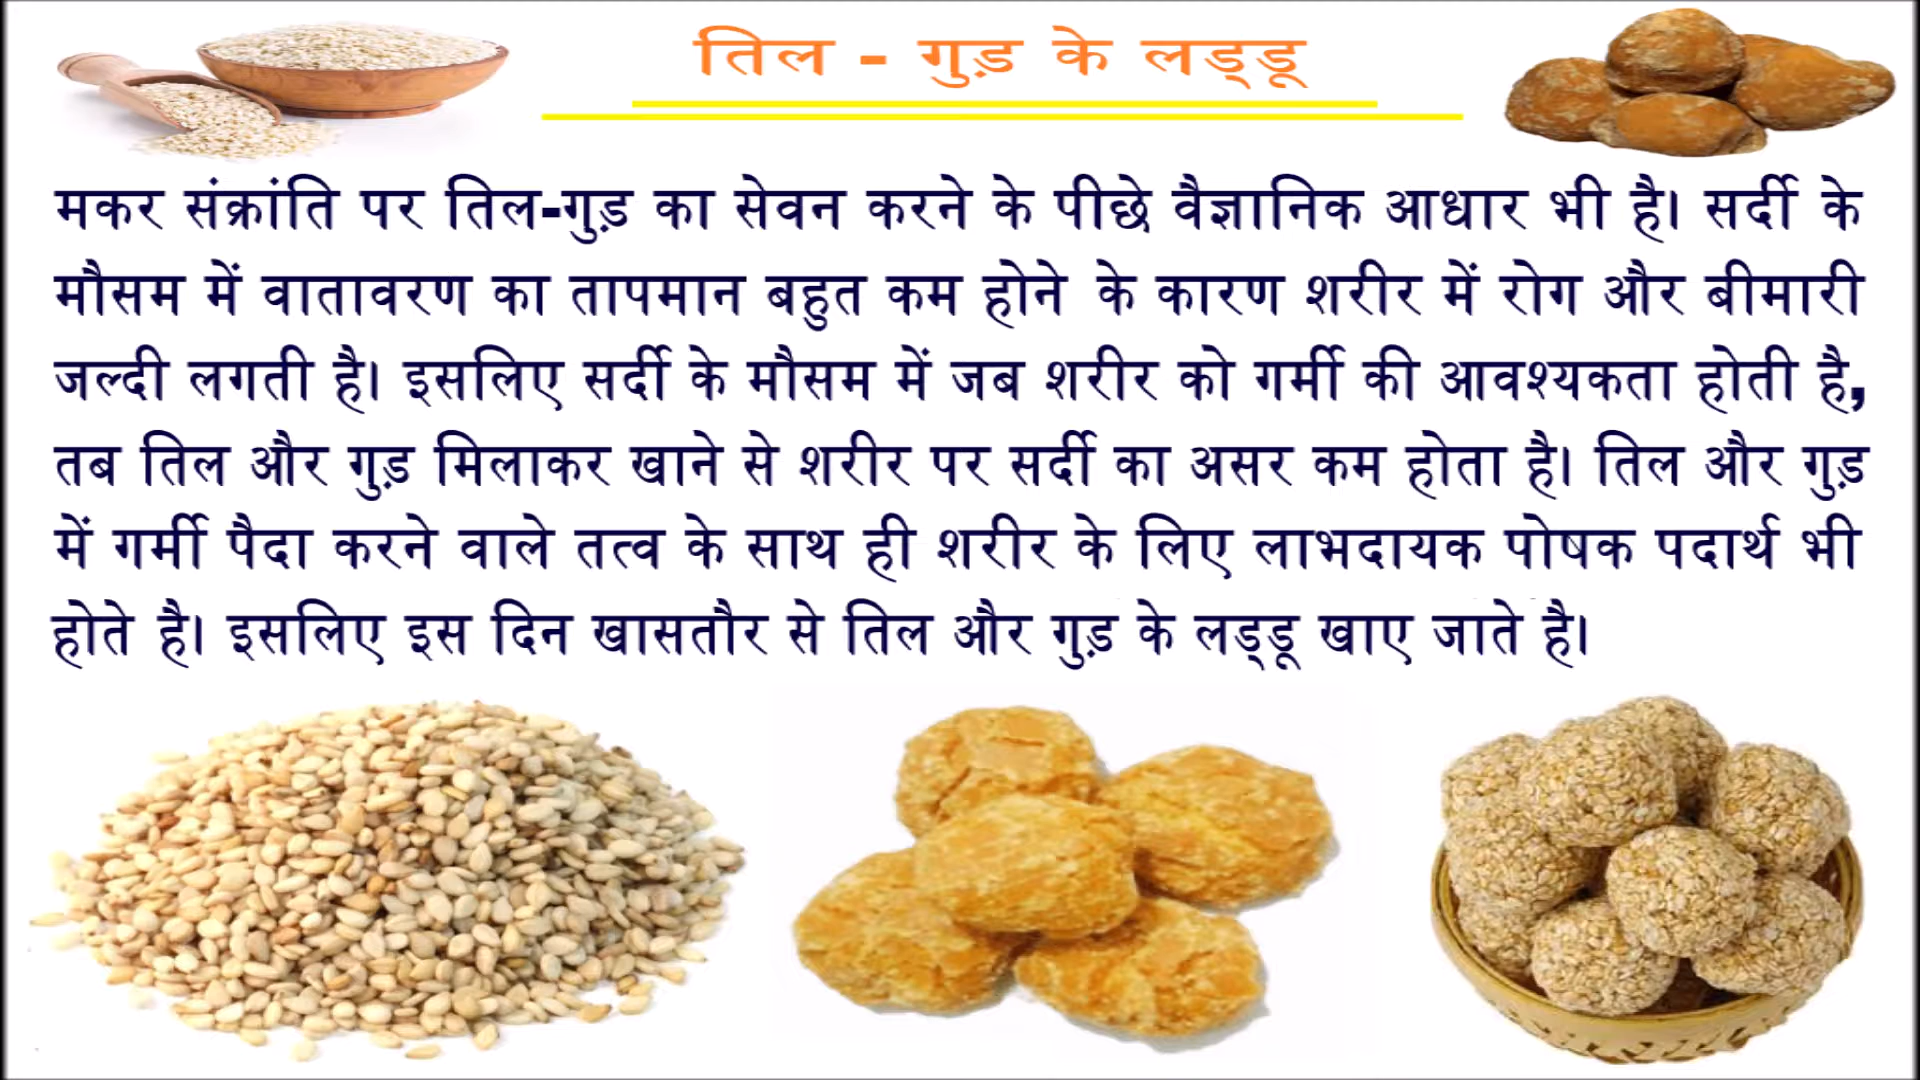 तिल - गुड़ के लड्डू
मकर संक्रांति पर तिल-गुड़ का सेवन करने के पीछे वैज्ञानिक आधार भी है। सर्दी के
मौसम में वातावरण का तापमान बहुत कम होने के कारण शरीर में रोग और बीमारी
जल्दी लगती है। इसलिए सर्दी के मौसम में जब शरीर को गर्मी की आवश्यकता होती है,
तब तिल और गुड़ मिलाकर खाने से शरीर पर सर्दी का असर कम होता है। तिल और गुड़
में गर्मी पैदा करने वाले तत्व के साथ ही शरीर के लिए लाभदायक पोषक पदार्थ भी
होते है। इसलिए इस दिन खासतौर से तिल और गुड़ के लड्डू खाए जाते है।